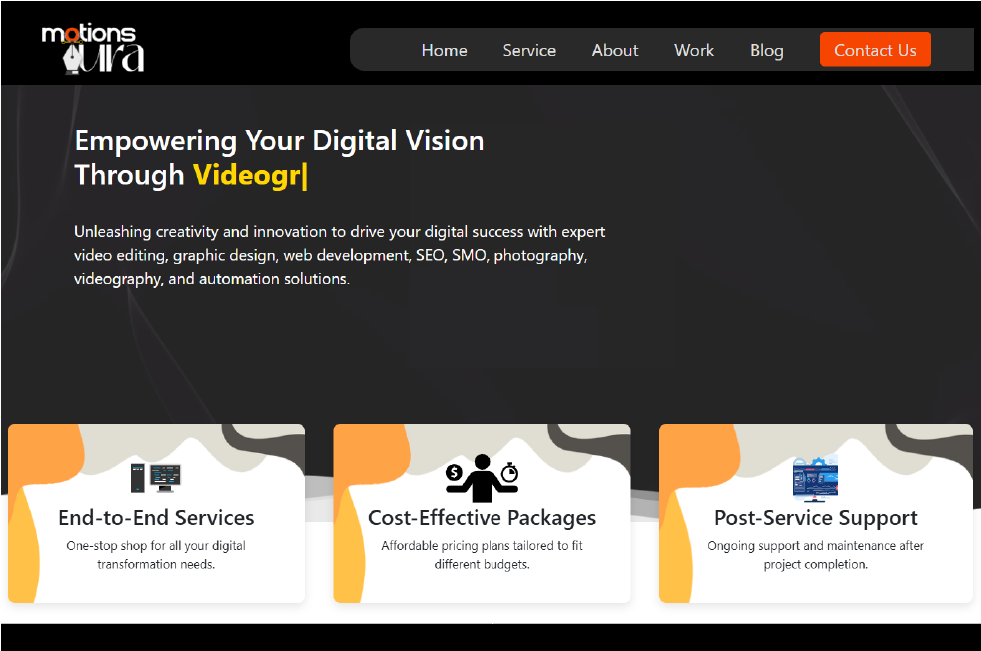 motions
aura
Home Service About Work Blog Contact Us
Empowering Your Digital Vision
Through Videogr|
Unleashing creativity and innovation to drive your digital success with expert
video editing, graphic design, web development, SEO, SMO, photography,
videography, and automation solutions.
End-to-End Services
One-stop shop for all your digital
transformation needs.
$
Cost-Effective Packages
Affordable pricing plans tailored to fit
different budgets.
Post-Service Support
Ongoing support and maintenance after
project completion.